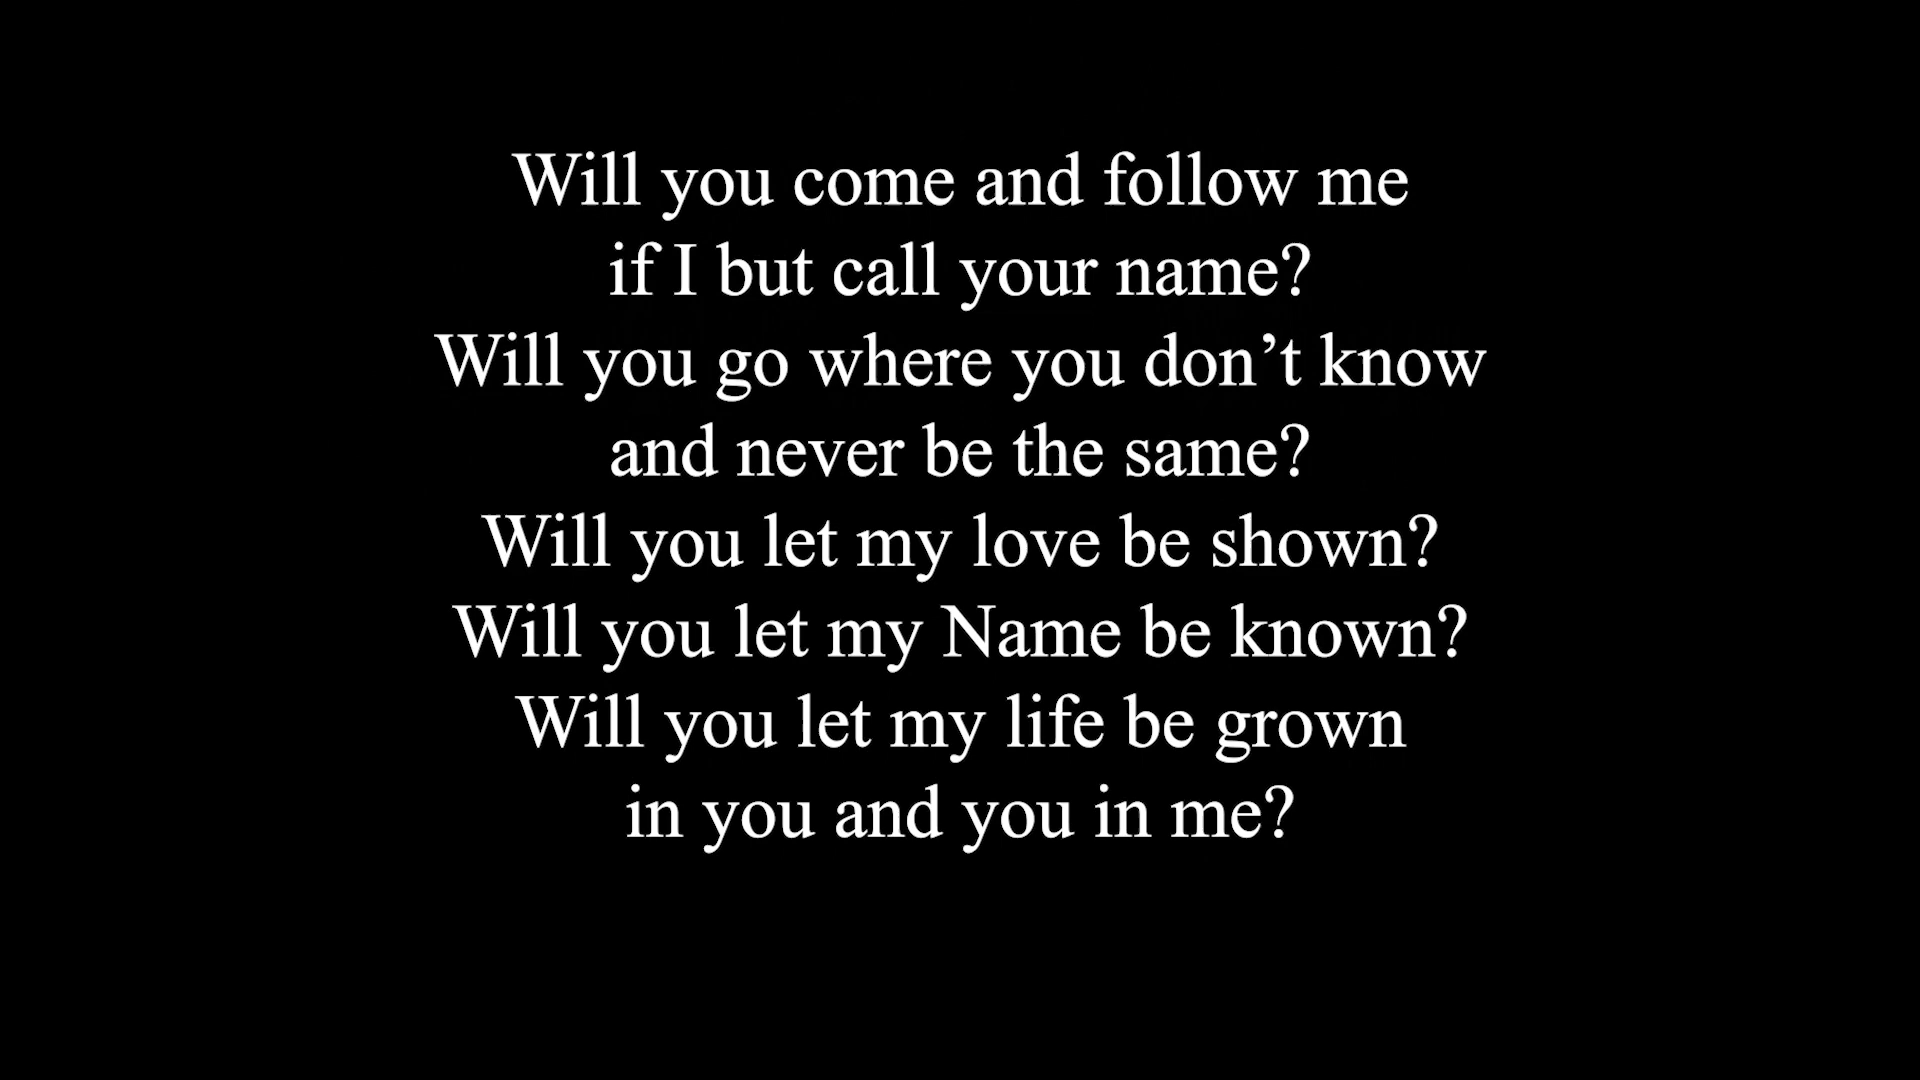 Will you come and follow me
if I but call your name?
Will you go where you don’t know
and never be the same?
Will you let my love be shown?
Will you let my Name be known?
Will you let my life be grown
in you and you in me?